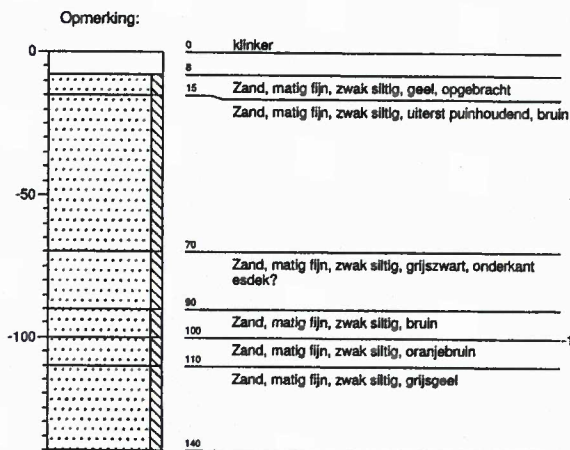 Opmerking:
0
0
klinker
8
Zand, matig fijn, zwak siltig, geel, opgebracht
15
Zand, matig fijn, zwak siltig, uiterst puinhoudend, bruin
-50
70
Zand, matig fijn, zwak siltig, grijszwart, onderkant
esdek?
90
Zand, matig fijn, zwak siltig, bruin
-100
100
Zand, matig fijn, zwak siltig, oranjebruin
110
Zand, matig fijn, zwak siltig, grijsgeel
140